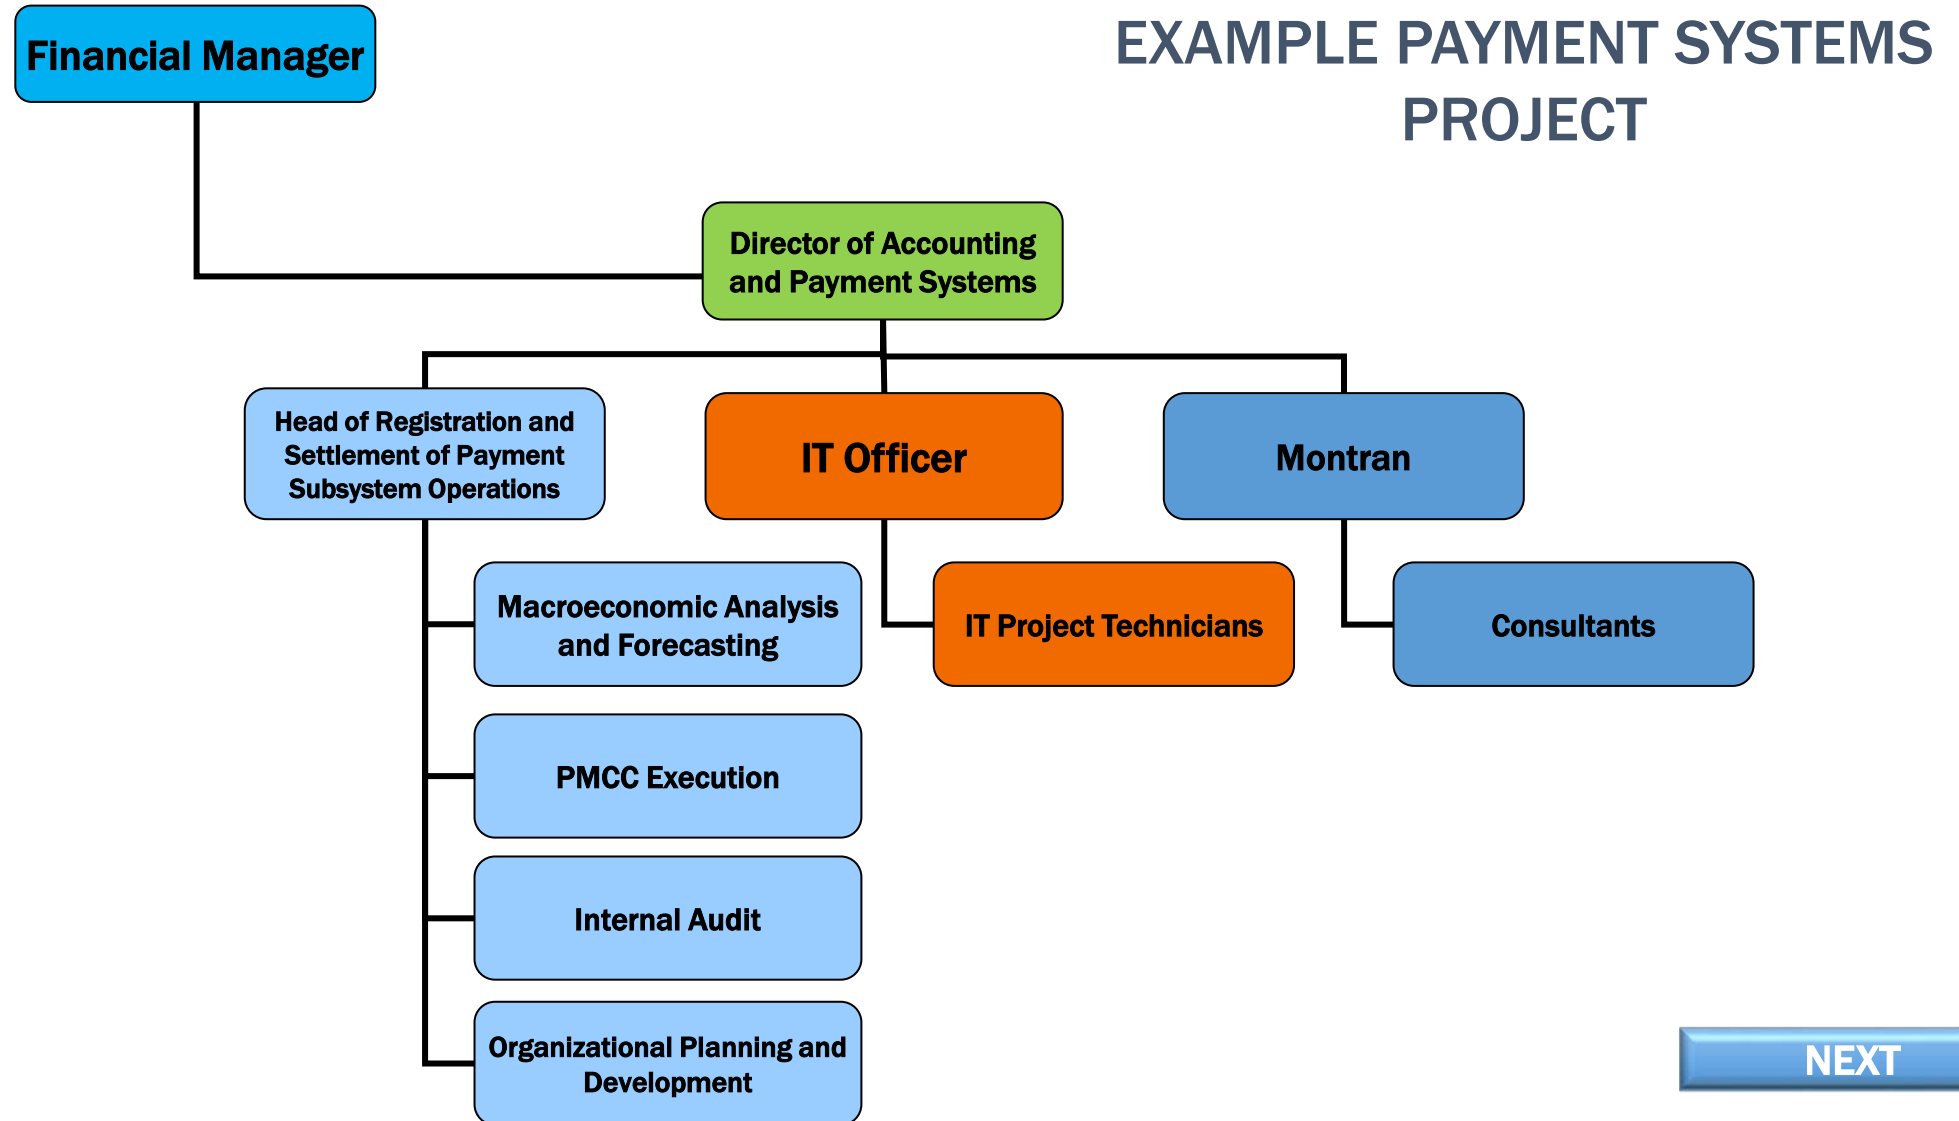 Financial Manager
EXAMPLE PAYMENT SYSTEMS
PROJECT
Director of Accounting
and Payment Systems
Head of Registration and
Settlement of Payment
Subsystem Operations
IT Officer
Montran
Macroeconomic Analysis
and Forecasting
IT Project Technicians
Consultants
PMCC Execution
Internal Audit
Organizational Planning and
Development
NEXT